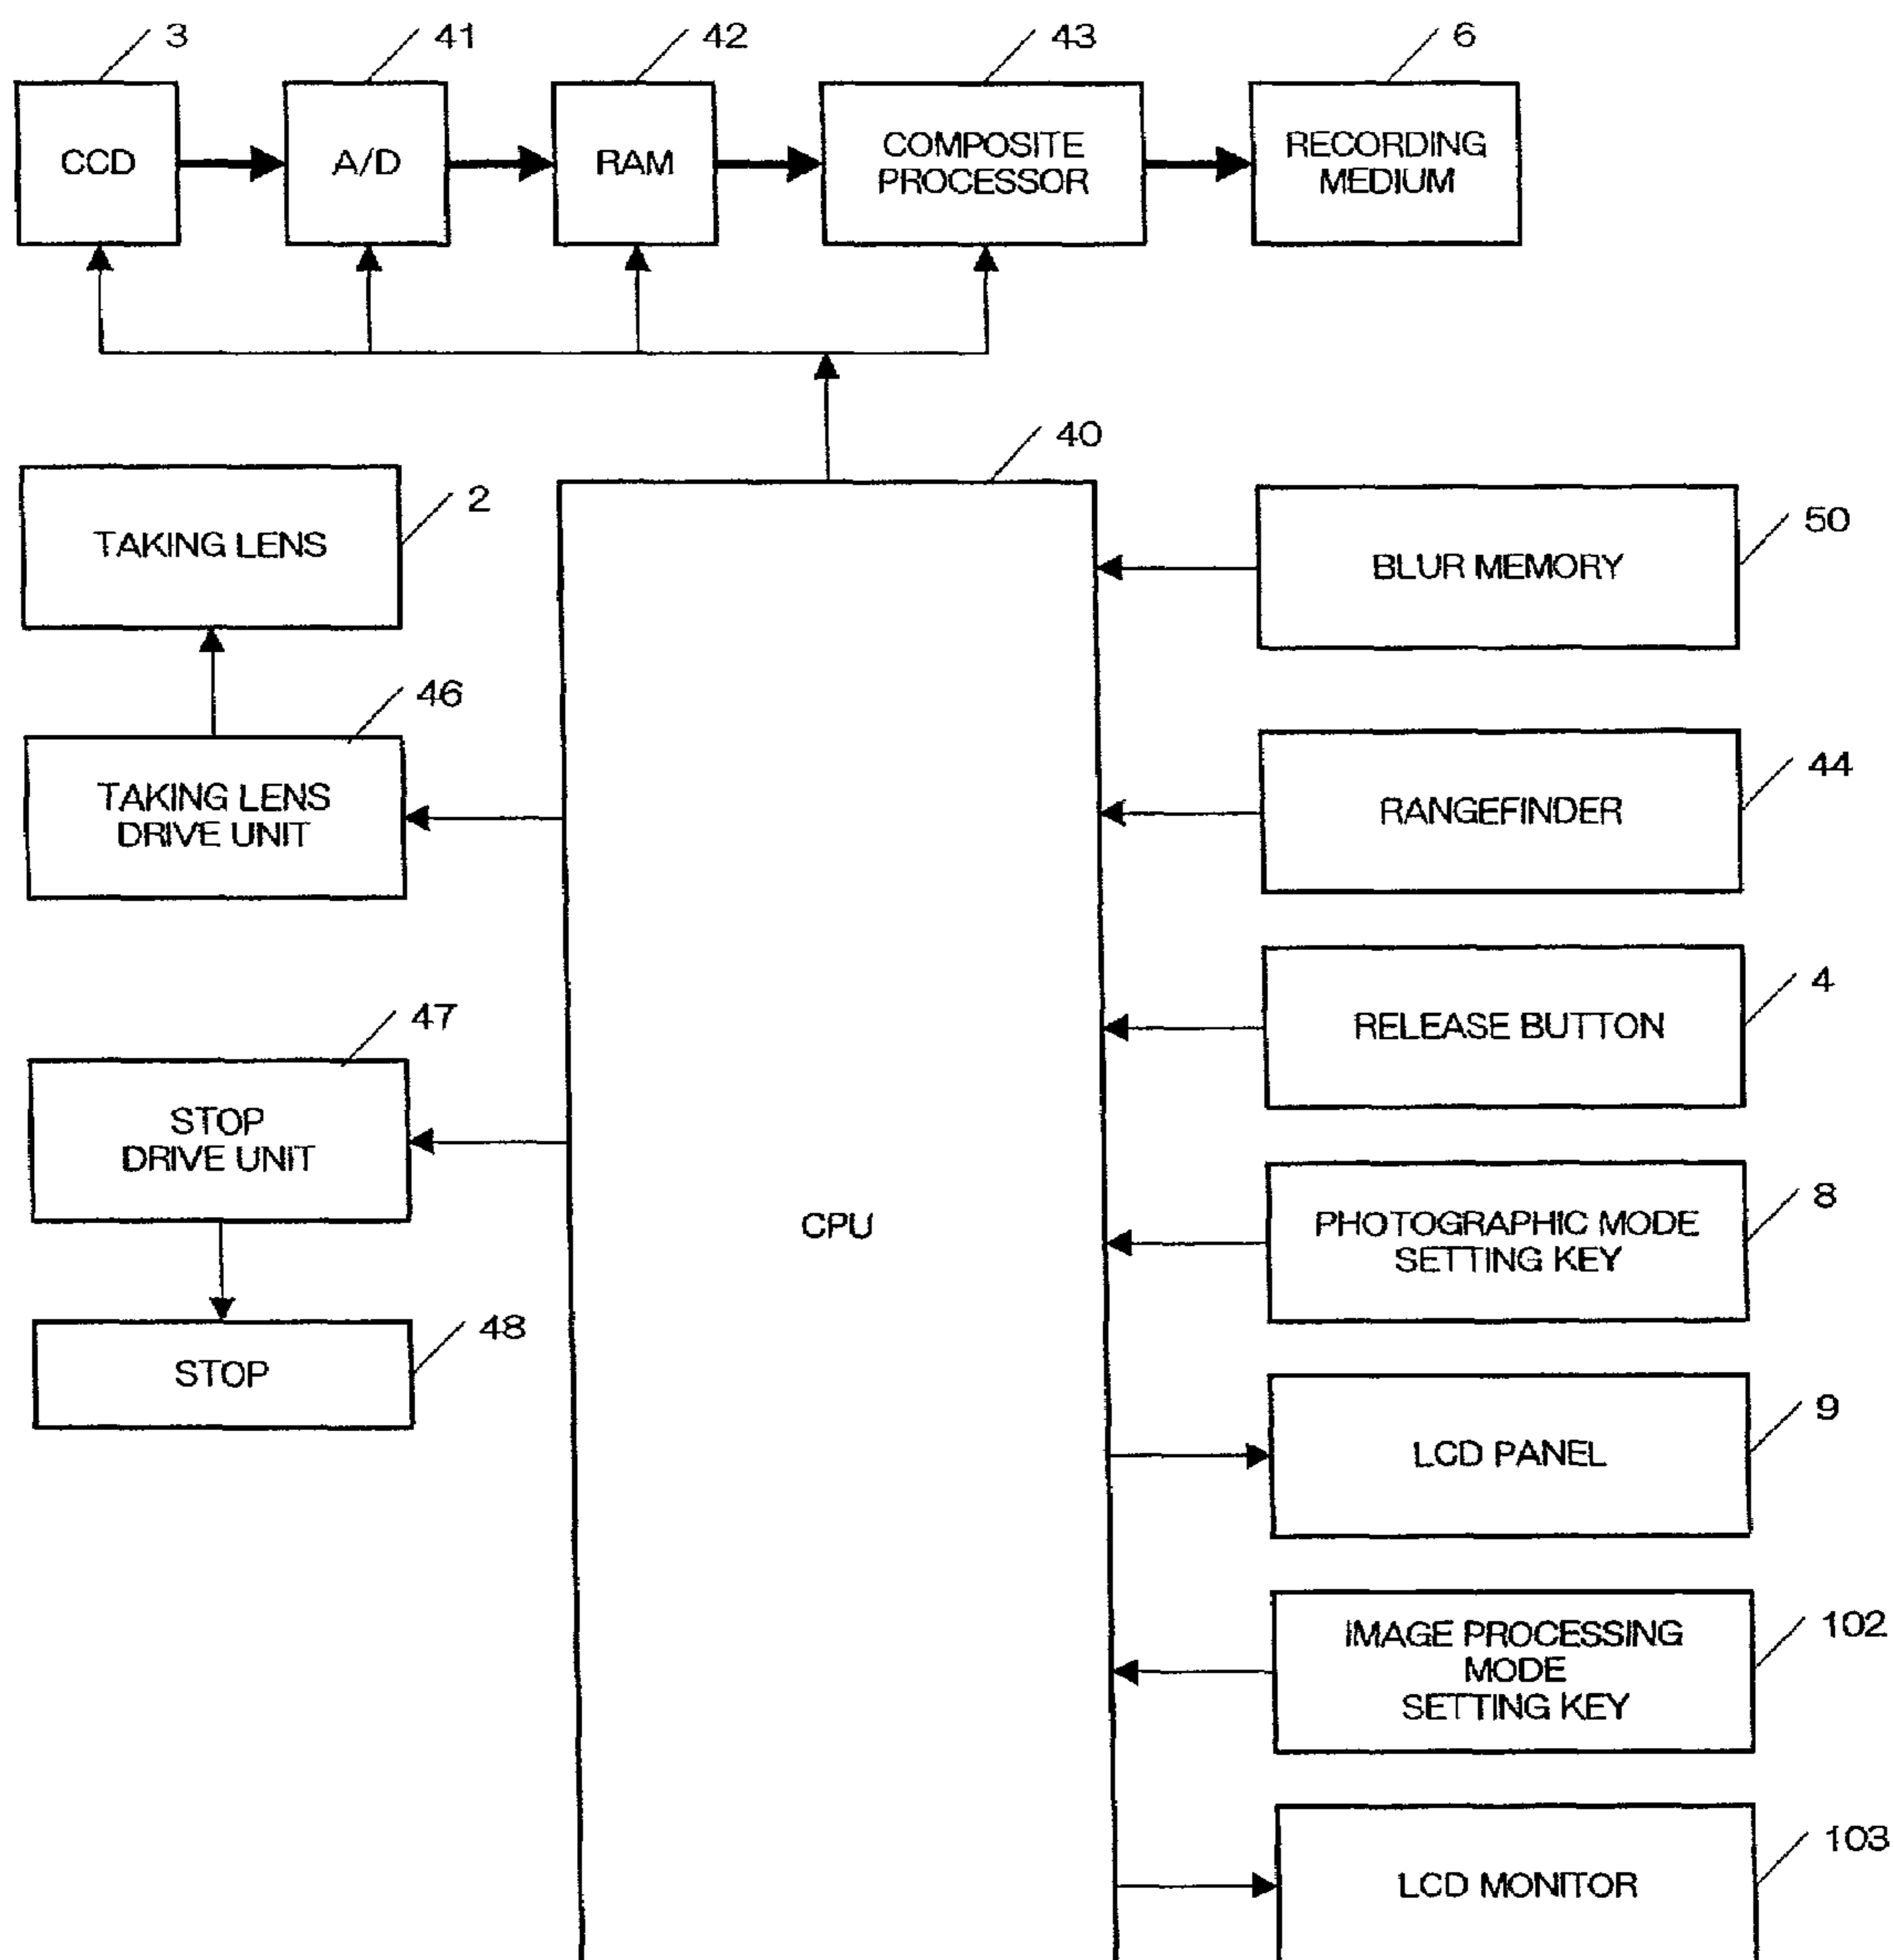 3
41
42
43
6
CCD
A/D
RAM
COMPOSITE
PROCESSOR
RECORDING
MEDIUM
40
2
TAKING LENS
50
BLUR MEMORY
46
TAKING LENS
DRIVE UNIT
44
RANGEFINDER
4
RELEASE BUTTON
47
STOP
DRIVE UNIT
CPU
8
PHOTOGRAPHIC MODE
SETTING KEY
48
STOP
9
LCD PANEL
102
IMAGE PROCESSING
MODE
SETTING KEY
103
LCD MONITOR